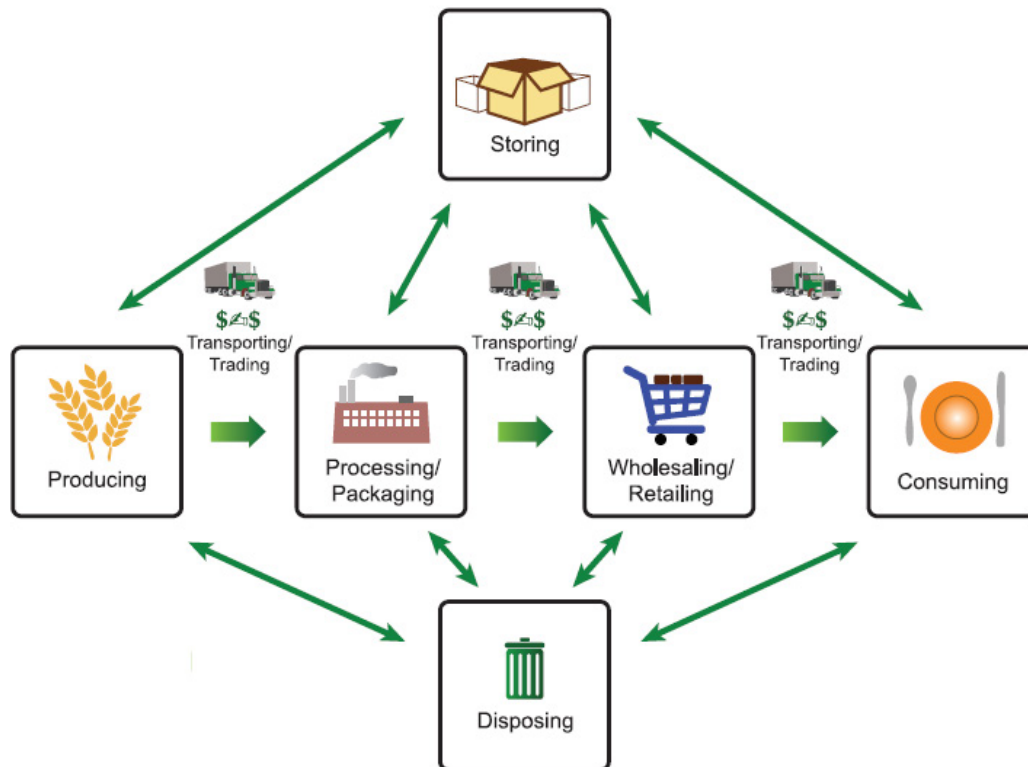 Storing
$✍$
Transporting/
Trading
$✍$
Transporting/
Trading
$✍$
Transporting/
Trading
Producing
Processing/
Packaging
Wholesaling/
Retailing
Consuming
Disposing